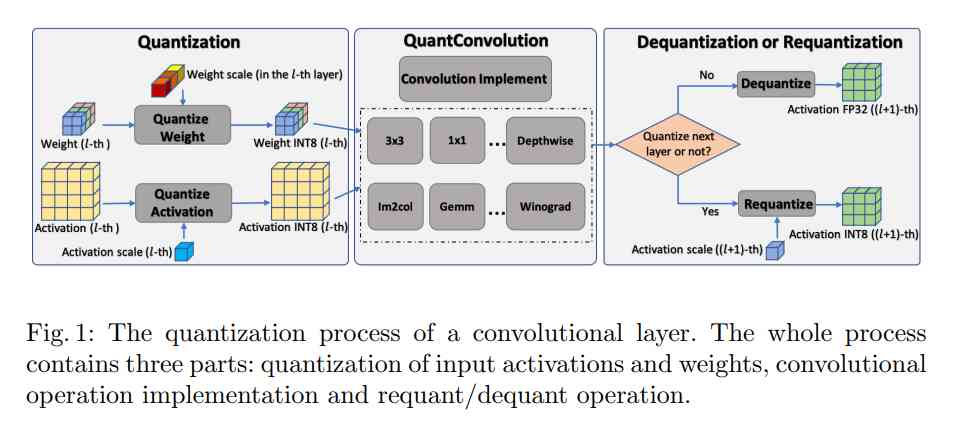 Quantization
Weight scale (in the l-th layer)
Quantize
Weight
Weight (l-th )
Weight INT8 (l-th)
Quantize
Activation
Activation (l-th )
Activation INT8 (l-th)
Activation scale (l-th)
QuantConvolution
Convolution Implement
3x3
1x1
...
Depthwise
Im2col
Gemm
...
Winograd
Dequantization or Requantization
No
Dequantize
Activation FP32 ((l+1)-th)
Quantize next
layer or not?
Yes
Requantize
Activation INT8 ((l+1)-th)
Activation scale ((l+1)-th)
Fig. 1: The quantization process of a convolutional layer. The whole process
contains three parts: quantization of input activations and weights, convolutional
operation implementation and requant/dequant operation.